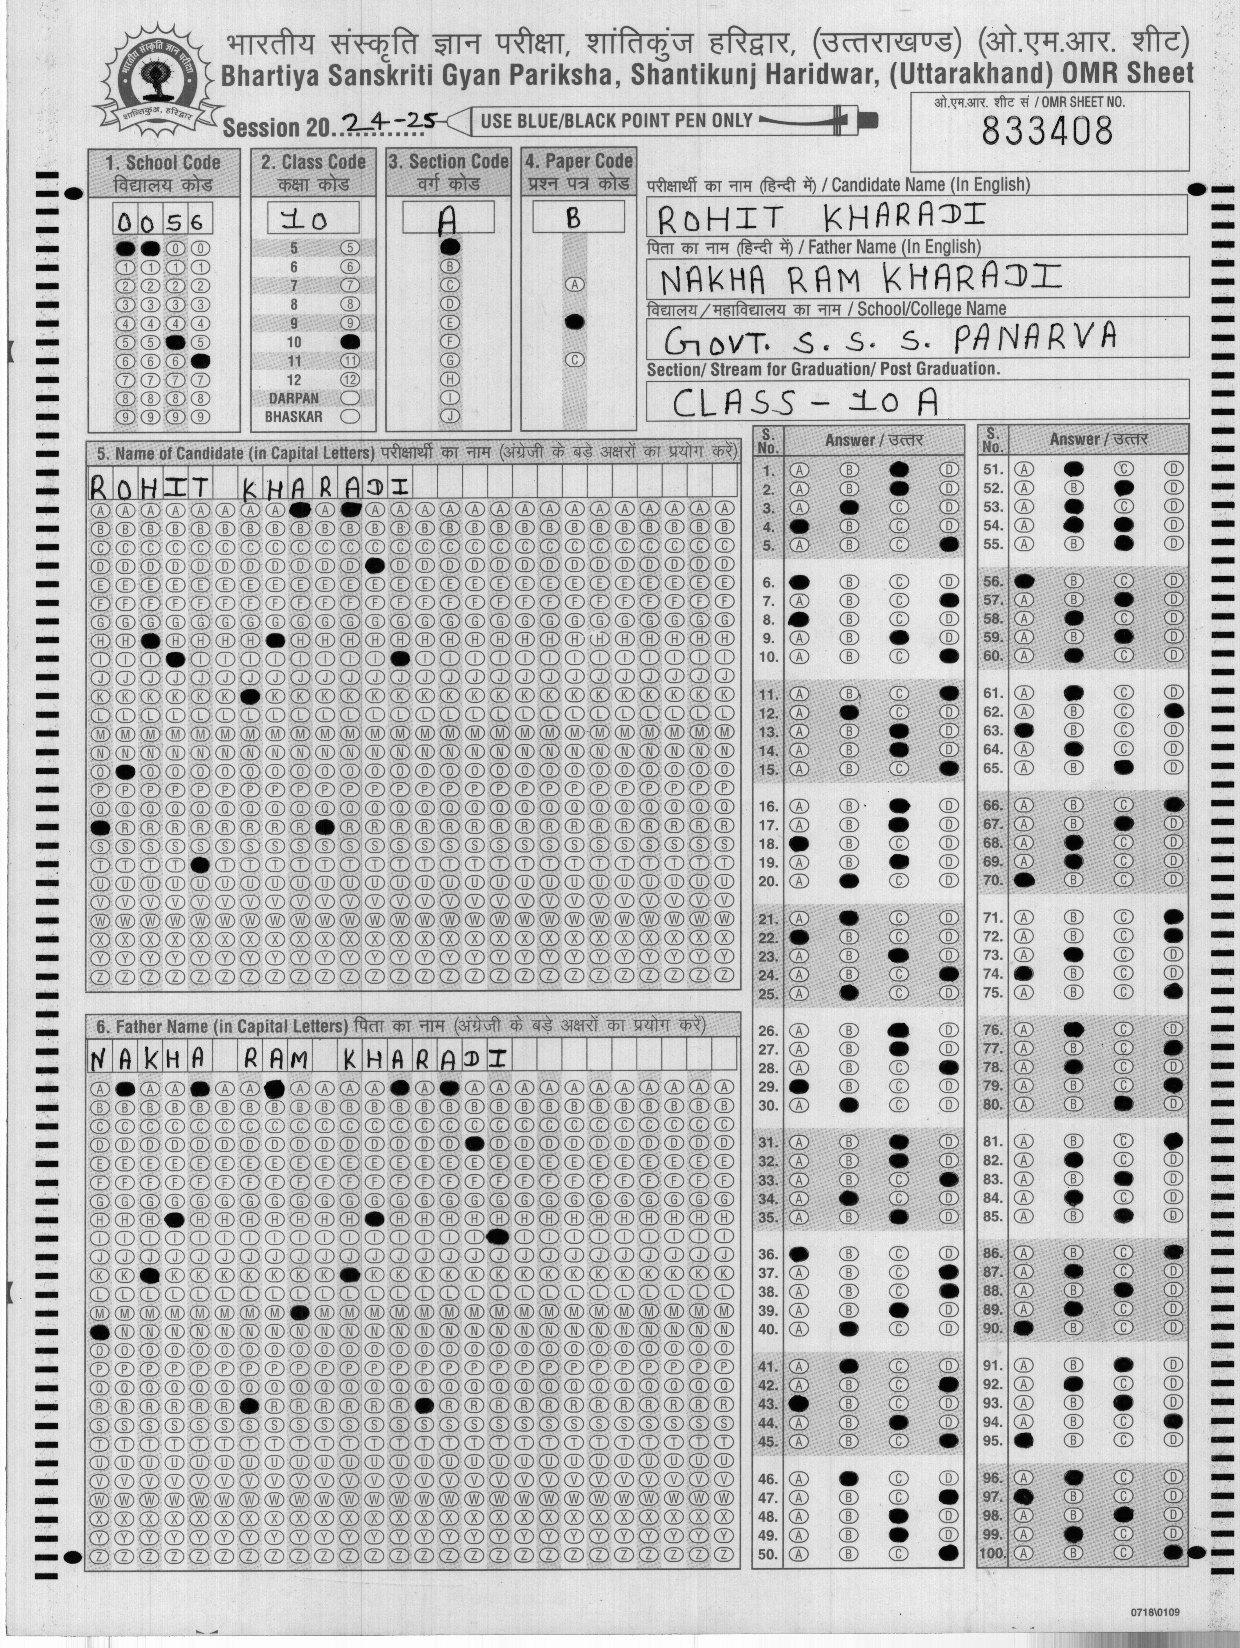 भारतीय संस्कृति ज्ञान परीक्षा, शांतिकुंज हरिद्वार, (उत्तराखण्ड) (ओ.एम.आर. शीट)
Bhartiya Sanskriti Gyan Pariksha, Shantikunj Haridwar, (Uttarakhand) OMR Sheet
भारतीय संस्कृति ज्ञान परीक्षा
शान्तिकुञ्ज, हरिद्वार
Session 2024-25
USE BLUE/BLACK POINT PEN ONLY
ओ.एम.आर. शीट सं / OMR SHEET NO.
833408
1. School Code
विद्यालय कोड
0056
2. Class Code
कक्षा कोड
10
5
6
7
8
9
10
11
12
DARPAN
BHASKAR
3. Section Code
वर्ग कोड
A
4. Paper Code
प्रश्न पत्र कोड
B
परीक्षार्थी का नाम (हिन्दी में) / Candidate Name (In English)
ROHIT KHARADI
पिता का नाम (हिन्दी में) / Father Name (In English)
NAKHA RAM KHARADI
विद्यालय/महाविद्यालय का नाम / School/College Name
GOVT. S. S. S. PANARVA
Section/ Stream for Graduation/ Post Graduation.
CLASS - 10 A
5. Name of Candidate (in Capital Letters) परीक्षार्थी का नाम (अंग्रेजी के बड़े अक्षरों का प्रयोग करें)
ROHIT KHARADI
6. Father Name (in Capital Letters) पिता का नाम (अंग्रेजी के बड़े अक्षरों का प्रयोग करें)
NAKHA RAM KHARADI
S. No. Answer / उत्तर
S. No. Answer / उत्तर
0718\0109